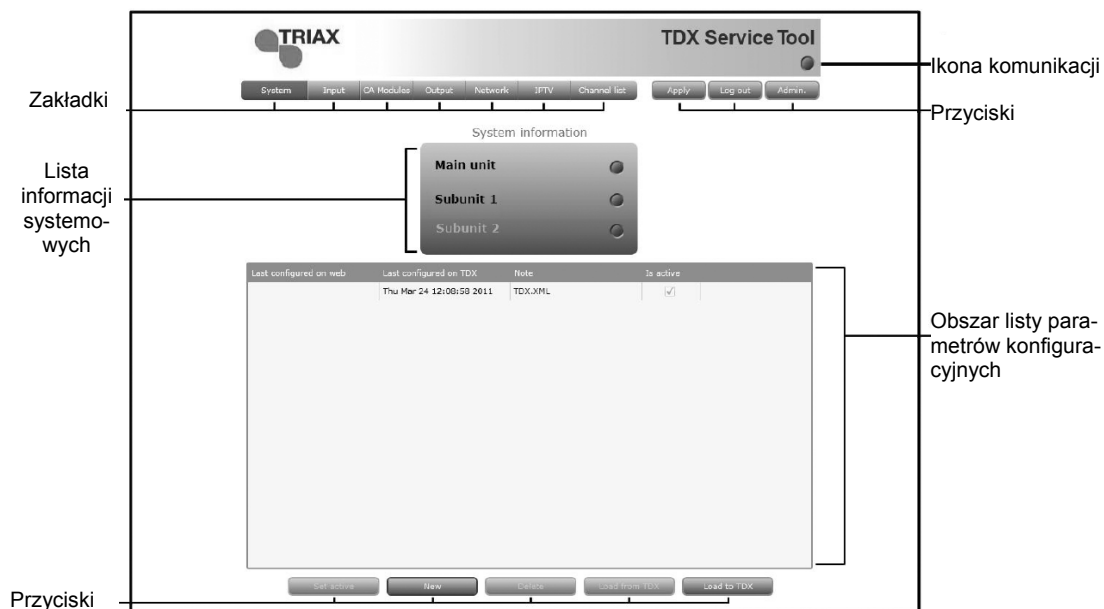 TRIAX
TDX Service Tool
Ikona komunikacji
System Input CA Modules Output Network IPTV Channel list Apply Log out Admin.
Zakładki
Przyciski
System information
Main unit
Subunit 1
Subunit 2
Lista
informacji
systemo-
wych
Last configured on web Last configured on TDX Note Is active
Thu Mar 24 12:08:58 2011 TDX.XML
Obszar listy para-
metrów konfigura-
cyjnych
Set active New Delete Load from TDX Load to TDX
Przyciski